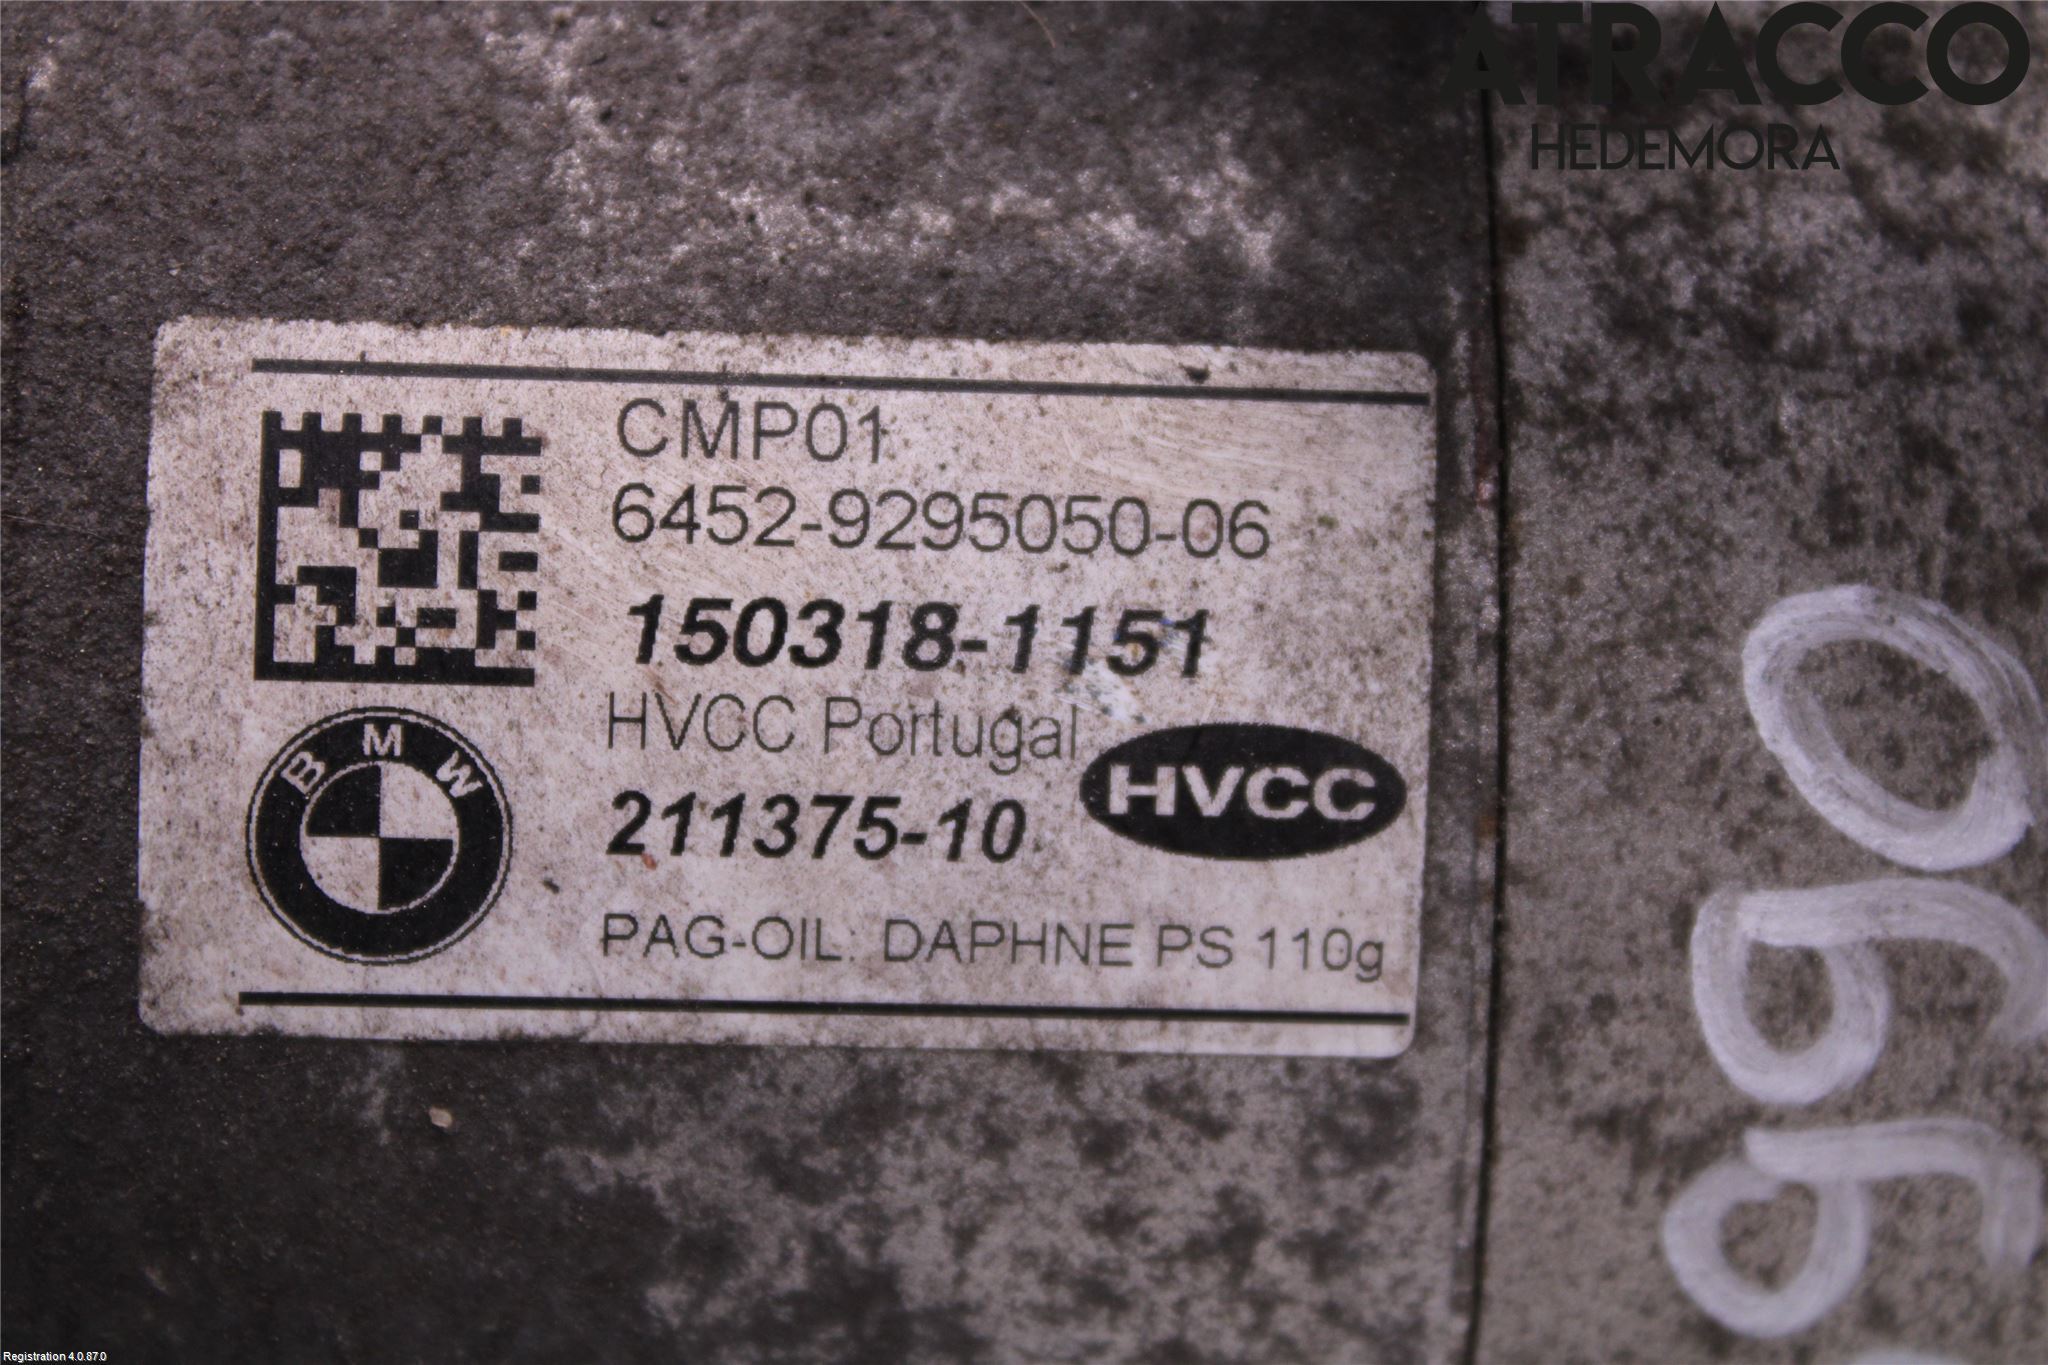 ATRACCO
HEDEMORA
CMP01
6452-9295050-06
150318-1151
HVCC Portugal
HVCC
211375-10
PAG-OIL: DAPHNE PS 110g
BMW
990
Registration 4.0.87.0